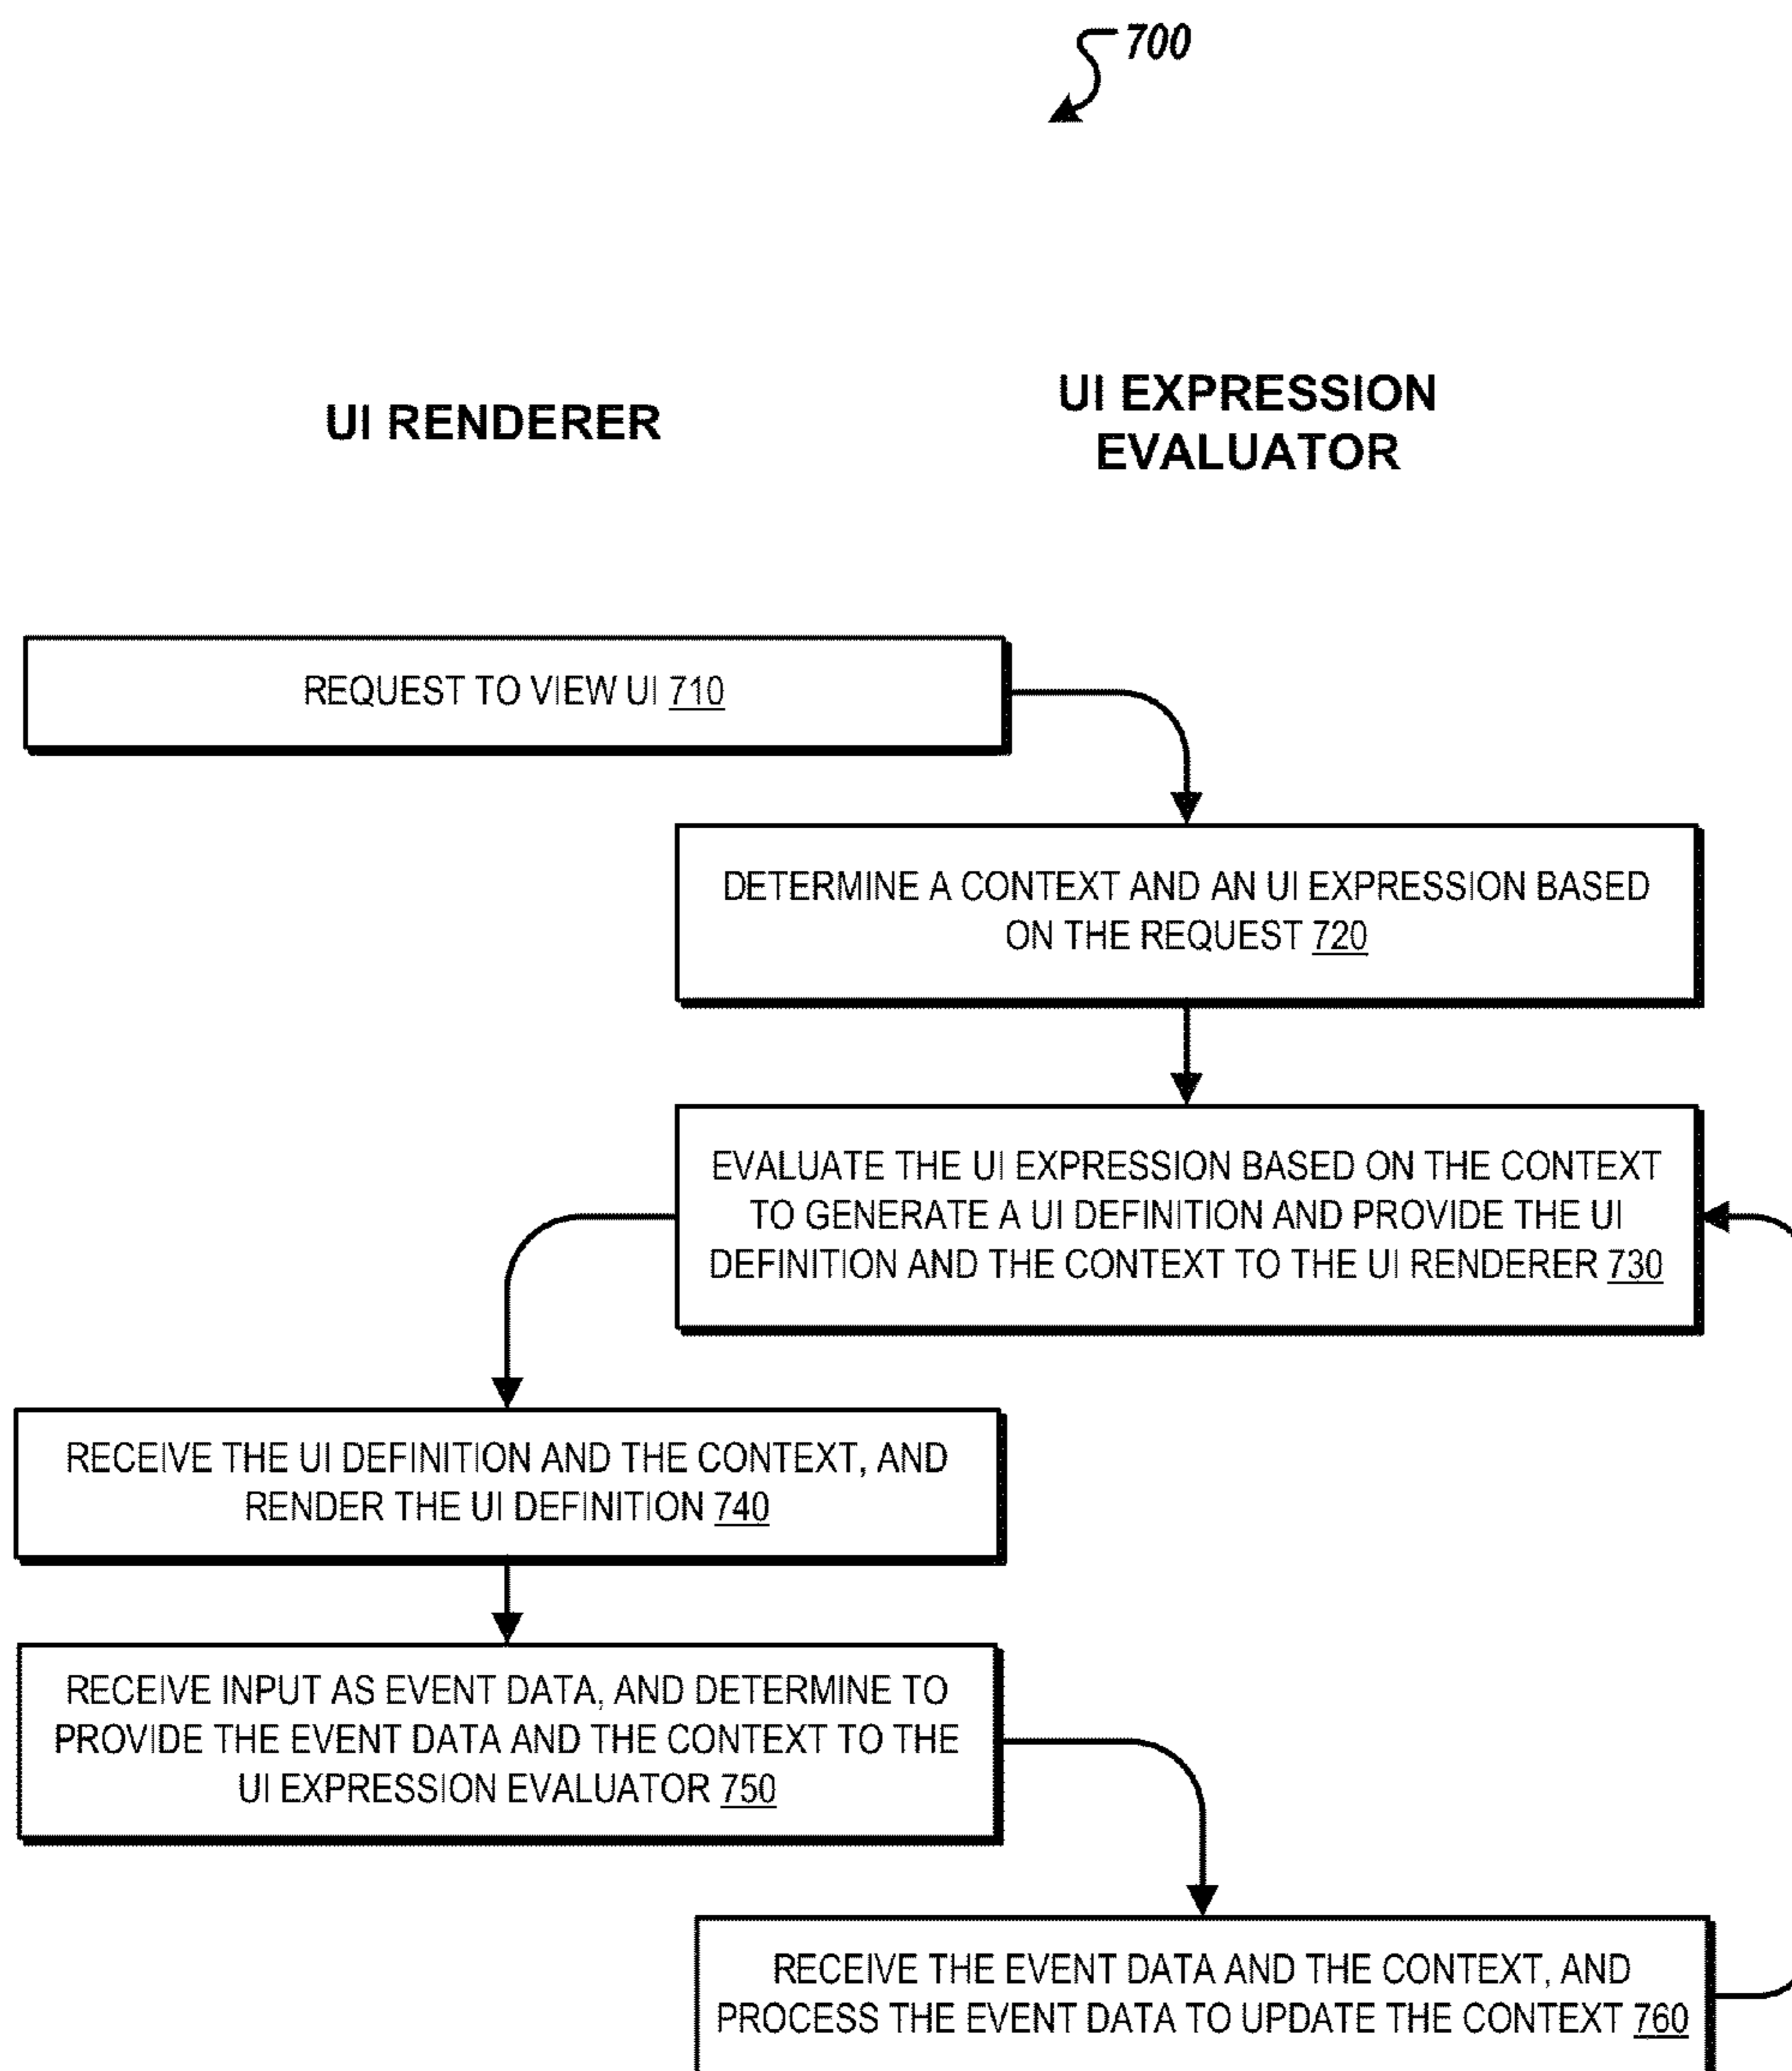 700
UI RENDERER
UI EXPRESSION
EVALUATOR
REQUEST TO VIEW UI 710
DETERMINE A CONTEXT AND AN UI EXPRESSION BASED
ON THE REQUEST 720
EVALUATE THE UI EXPRESSION BASED ON THE CONTEXT
TO GENERATE A UI DEFINITION AND PROVIDE THE UI
DEFINITION AND THE CONTEXT TO THE UI RENDERER 730
RECEIVE THE UI DEFINITION AND THE CONTEXT, AND
RENDER THE UI DEFINITION 740
RECEIVE INPUT AS EVENT DATA, AND DETERMINE TO
PROVIDE THE EVENT DATA AND THE CONTEXT TO THE
UI EXPRESSION EVALUATOR 750
RECEIVE THE EVENT DATA AND THE CONTEXT, AND
PROCESS THE EVENT DATA TO UPDATE THE CONTEXT 760